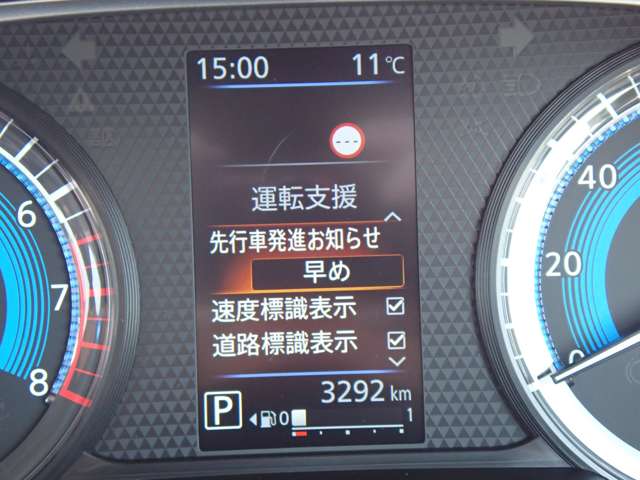 15:00 11℃
---
運転支援
先行車発進お知らせ
早め
速度標識表示
道路標識表示
3292 km
P 0 1
6
7
8
40
20
0